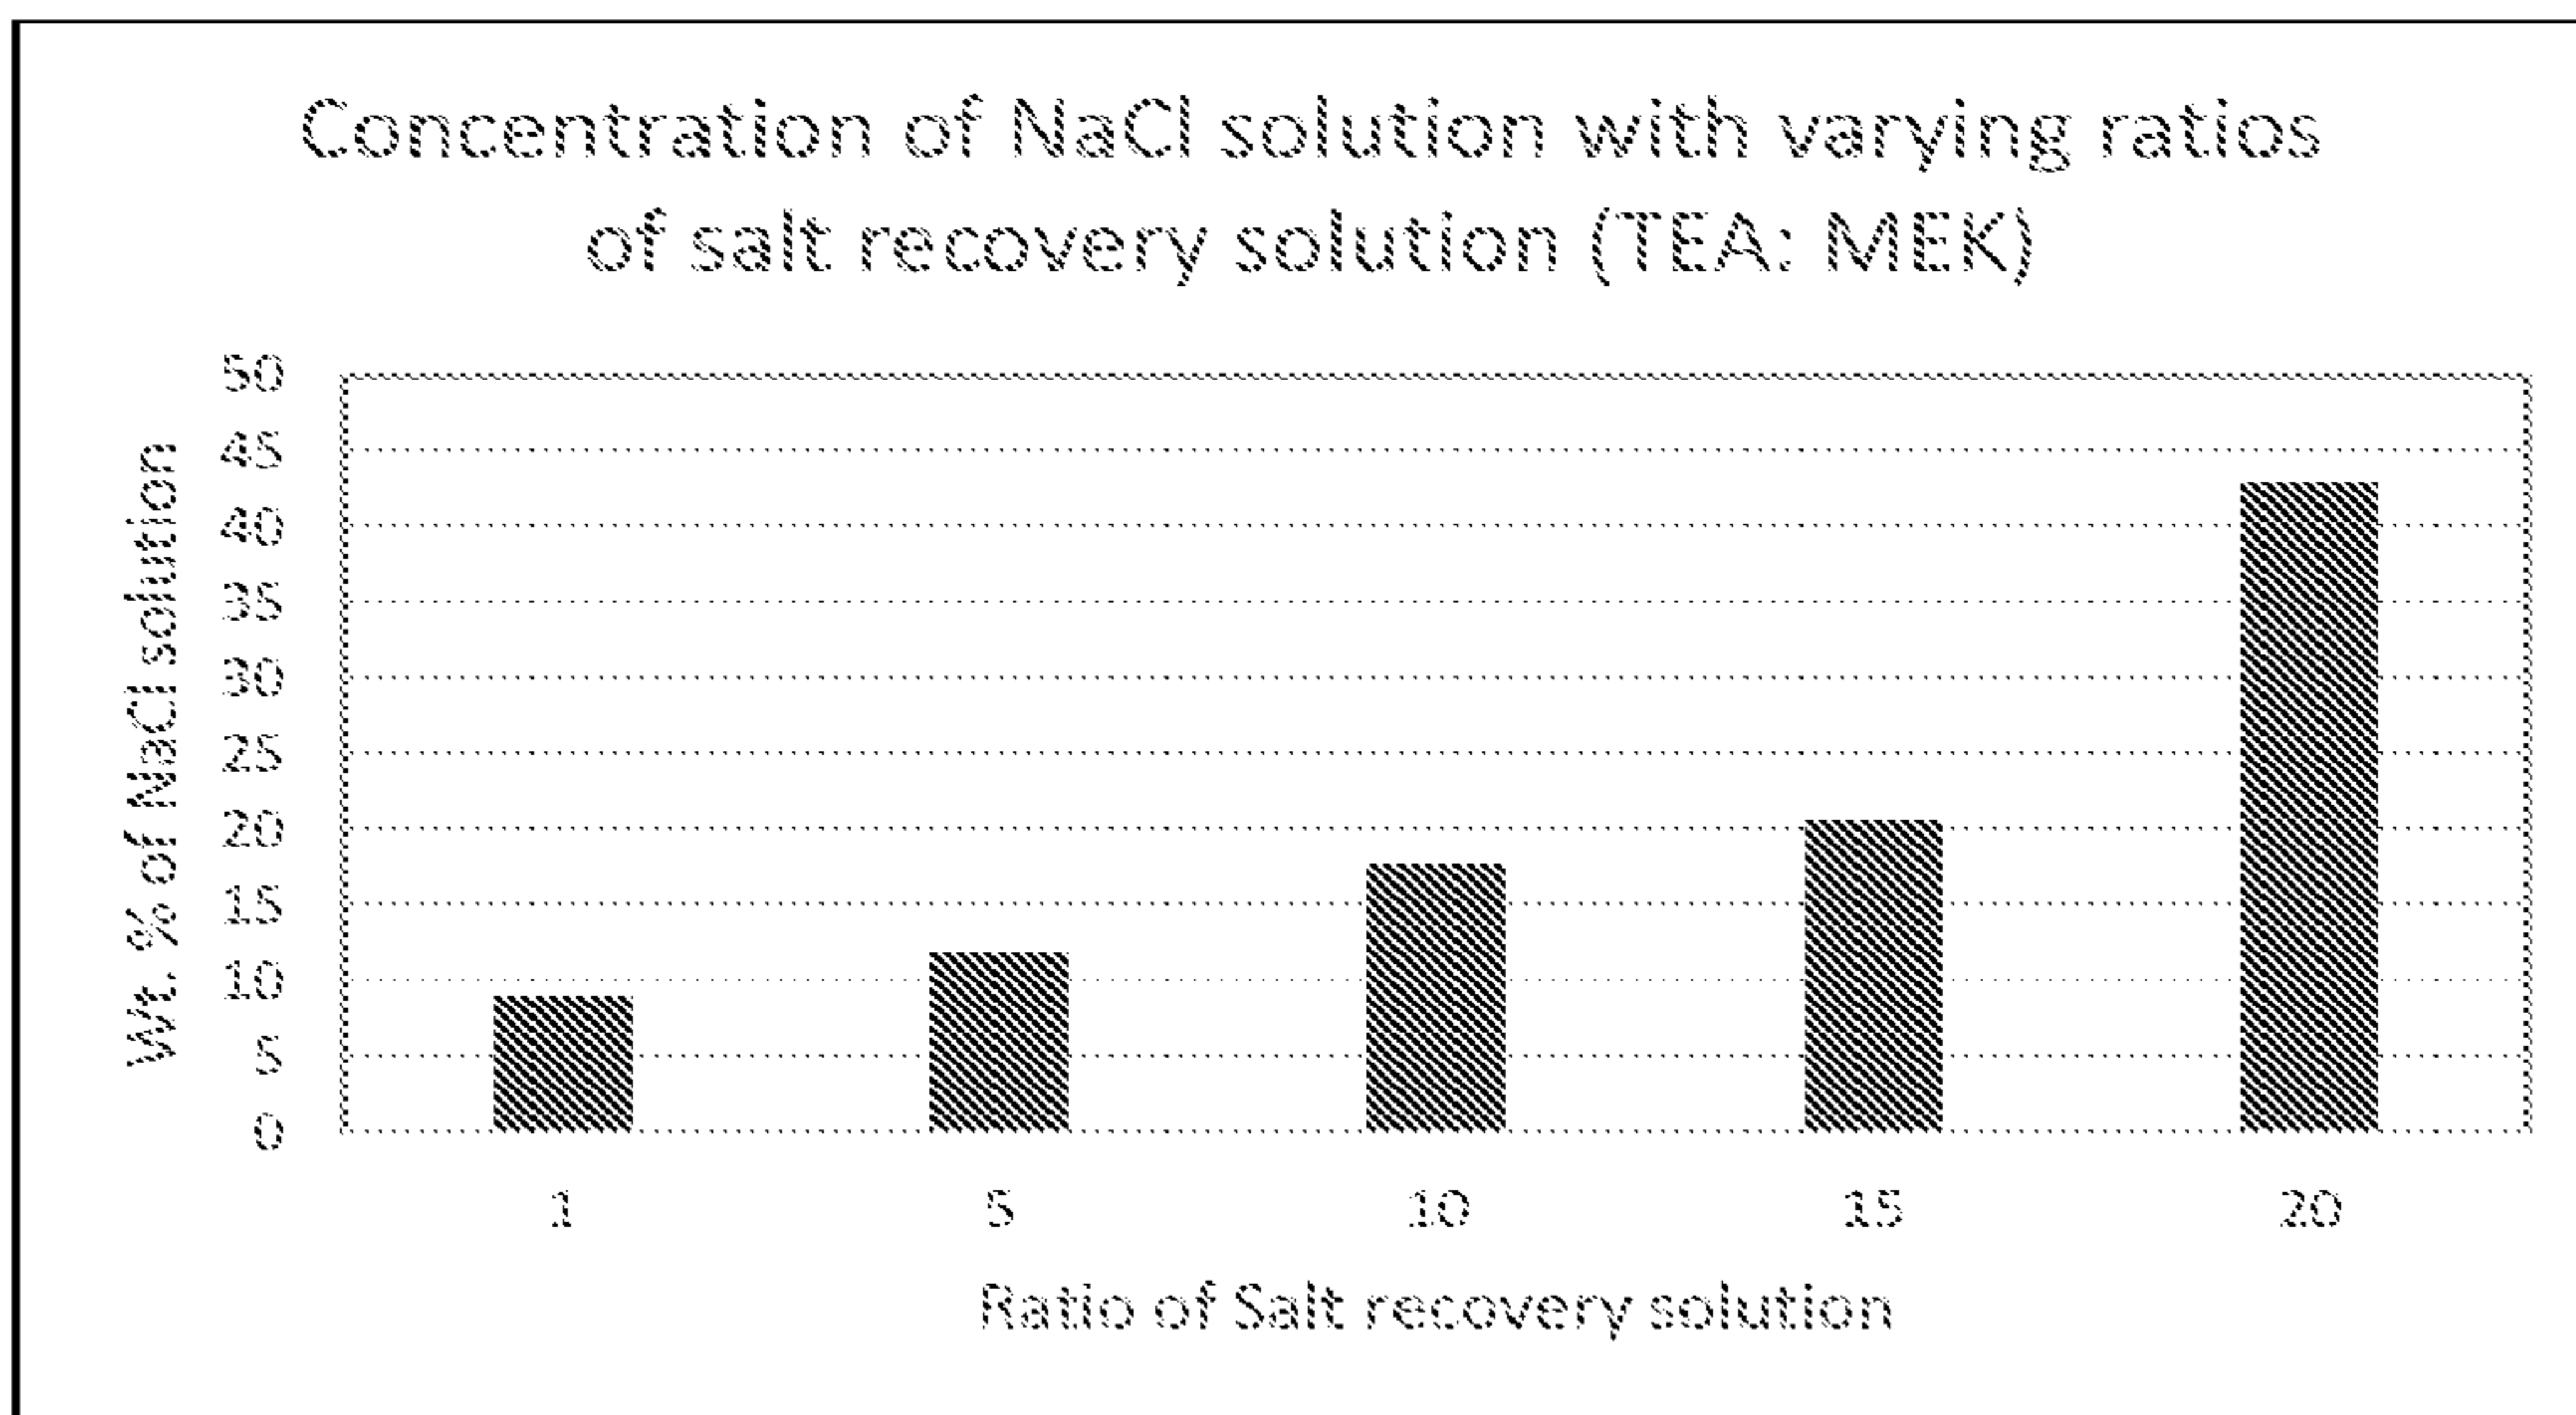 Concentration of NaCl solution with varying ratios
of salt recovery solution (TEA: MEK)
Wt. % of NaCl solution
50
45
40
35
30
25
20
15
10
5
0
1 5 10 15 20
Ratio of Salt recovery solution